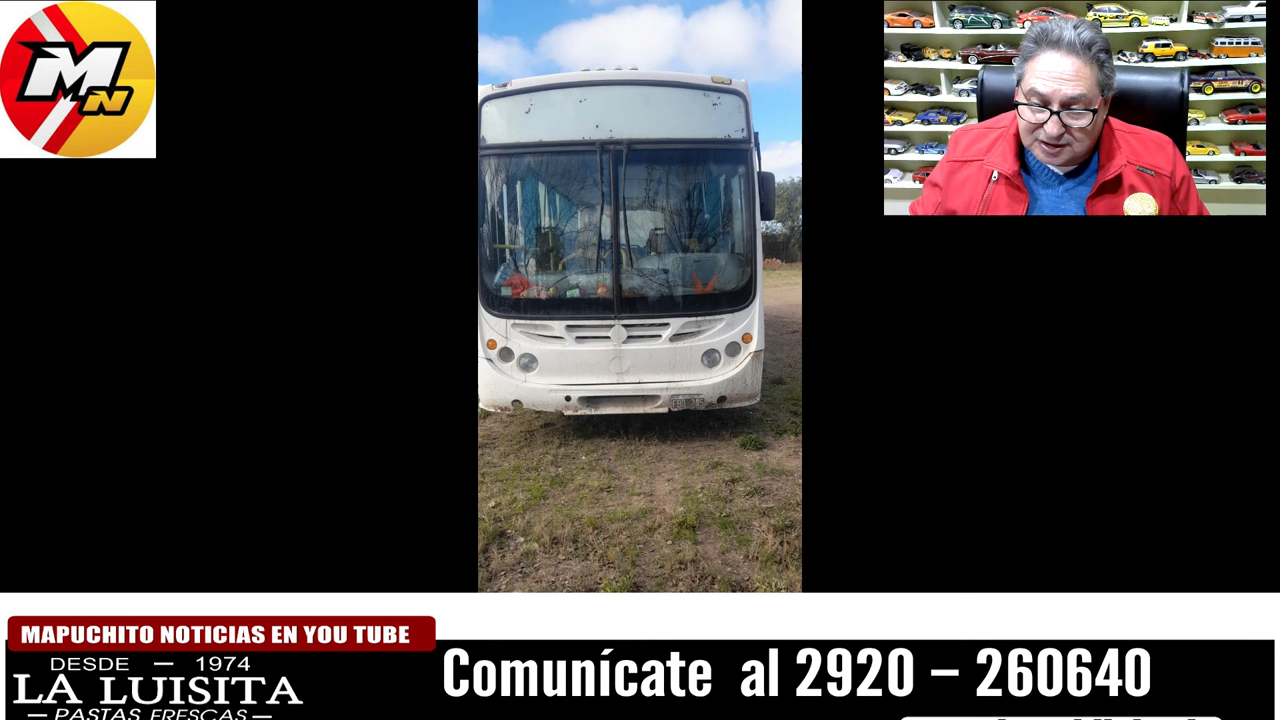 MN
MAPUCHITO NOTICIAS EN YOU TUBE
DESDE — 1974
LA LUISITA
— PASTAS FRESCAS —
Comunícate al 2920 – 260640